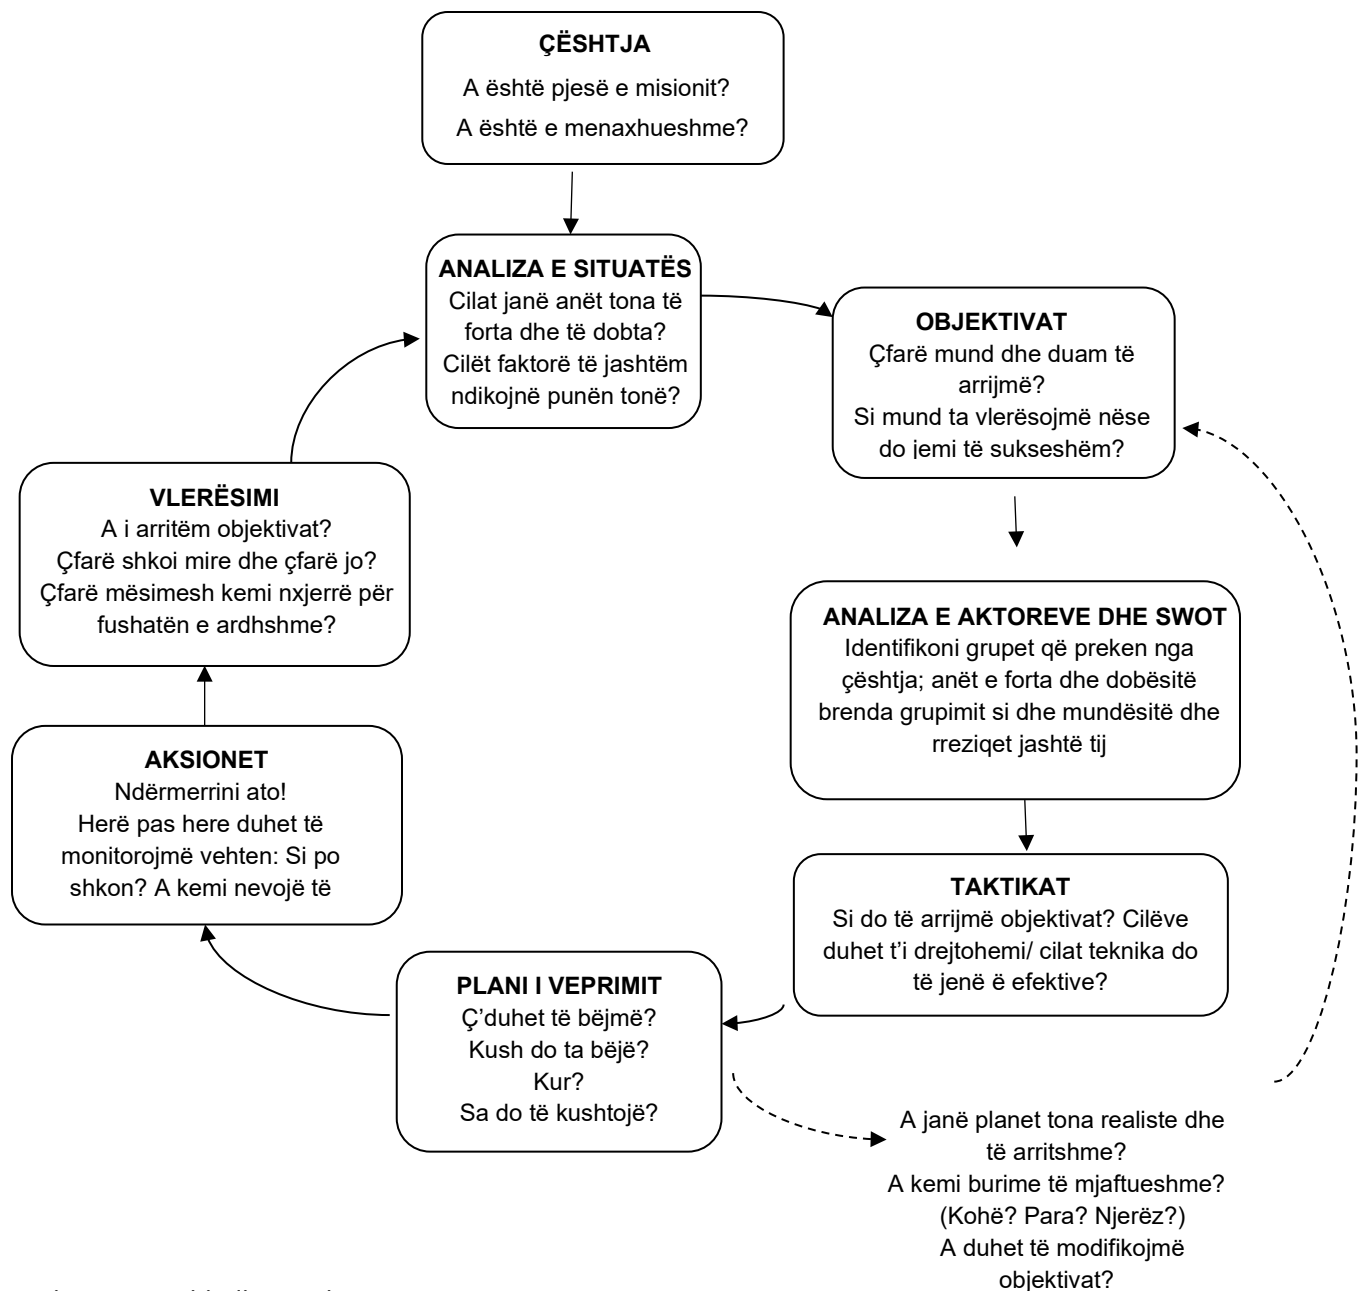 ÇËSHTJA
A është pjesë e misionit?
A është e menaxhueshme?
ANALIZA E SITUATËS
Cilat janë anët tona të
forta dhe të dobta?
Cilët faktorë të jashtëm
ndikojnë punën tonë?
OBJEKTIVAT
Çfarë mund dhe duam të
arrijmë?
Si mund ta vlerësojmë nëse
do jemi të sukseshëm?
ANALIZA E AKTOREVE DHE SWOT
Identifikoni grupet që preken nga
çështja; anët e forta dhe dobësitë
brenda grupimit si dhe mundësitë dhe
rreziqet jashtë tij
TAKTIKAT
Si do të arrijmë objektivat? Cilëve
duhet t’i drejtohemi/ cilat teknika do
të jenë ë efektive?
PLANI I VEPRIMIT
Ç’duhet të bëjmë?
Kush do ta bëjë?
Kur?
Sa do të kushtojë?
A janë planet tona realiste dhe
të arritshme?
A kemi burime të mjaftueshme?
(Kohë? Para? Njerëz?)
A duhet të modifikojmë
objektivat?
AKSIONET
Ndërmerrini ato!
Herë pas here duhet të
monitorojmë vehten: Si po
shkon? A kemi nevojë të
VLERËSIMI
A i arritëm objektivat?
Çfarë shkoi mire dhe çfarë jo?
Çfarë mësimesh kemi nxjerrë për
fushatën e ardhshme?